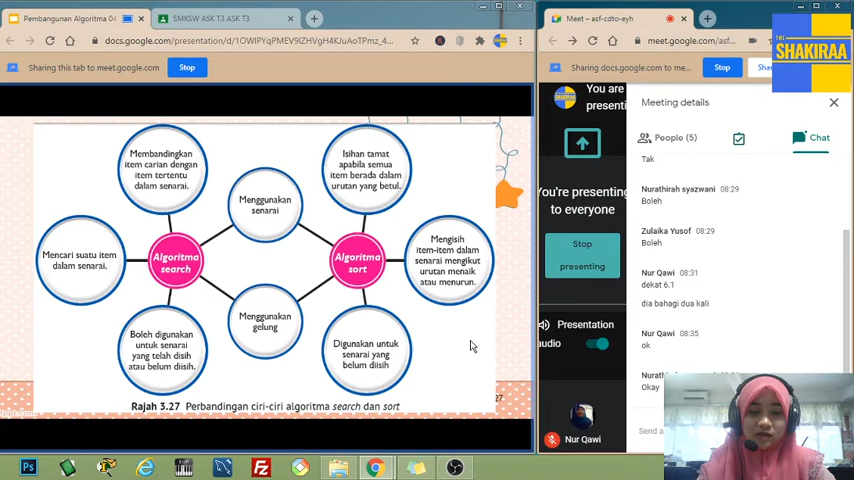 Pembangunan Algoritma 04
SMKSW ASK T3 ASK T3
docs.google.com/presentation/d/1OWIPYqPMEV9IZHVgH4KJuAoTPmz_4
Sharing this tab to meet.google.com
Stop
Membandingkan
item carian dengan
item tertentu
dalam senarai.
Isihan tamat
apabila semua
item berada dalam
urutan yang betul.
Menggunakan
senarai
Mencari suatu item
dalam senarai.
Algoritma
search
Algoritma
sort
Mengisih
item-item dalam
senarai mengikut
urutan menaik
atau menurun.
Menggunakan
gelung
Boleh digunakan
untuk senarai
yang telah disih
atau belum diisih.
Digunakan untuk
senarai yang
belum diisih
27
Rajah 3.27 Perbandingan ciri-ciri algoritma search dan sort
Meet – asf-cdto-eyh
meet.google.com/asf-
THE
SHAKIRAA
Sharing docs.google.com to me...
Stop
You are
presenti
You're presenting
to everyone
Stop
presenting
Presentation
audio
Nur Qawi
Meeting details
People (5)
Chat
Tak
Nurathirah syazwani 08:29
Boleh
Zulaika Yusof 08:29
Boleh
Nur Qawi 08:31
dekat 6.1
dia bahagi dua kali
Nur Qawi 08:35
ok
Okay
Send a
Ps